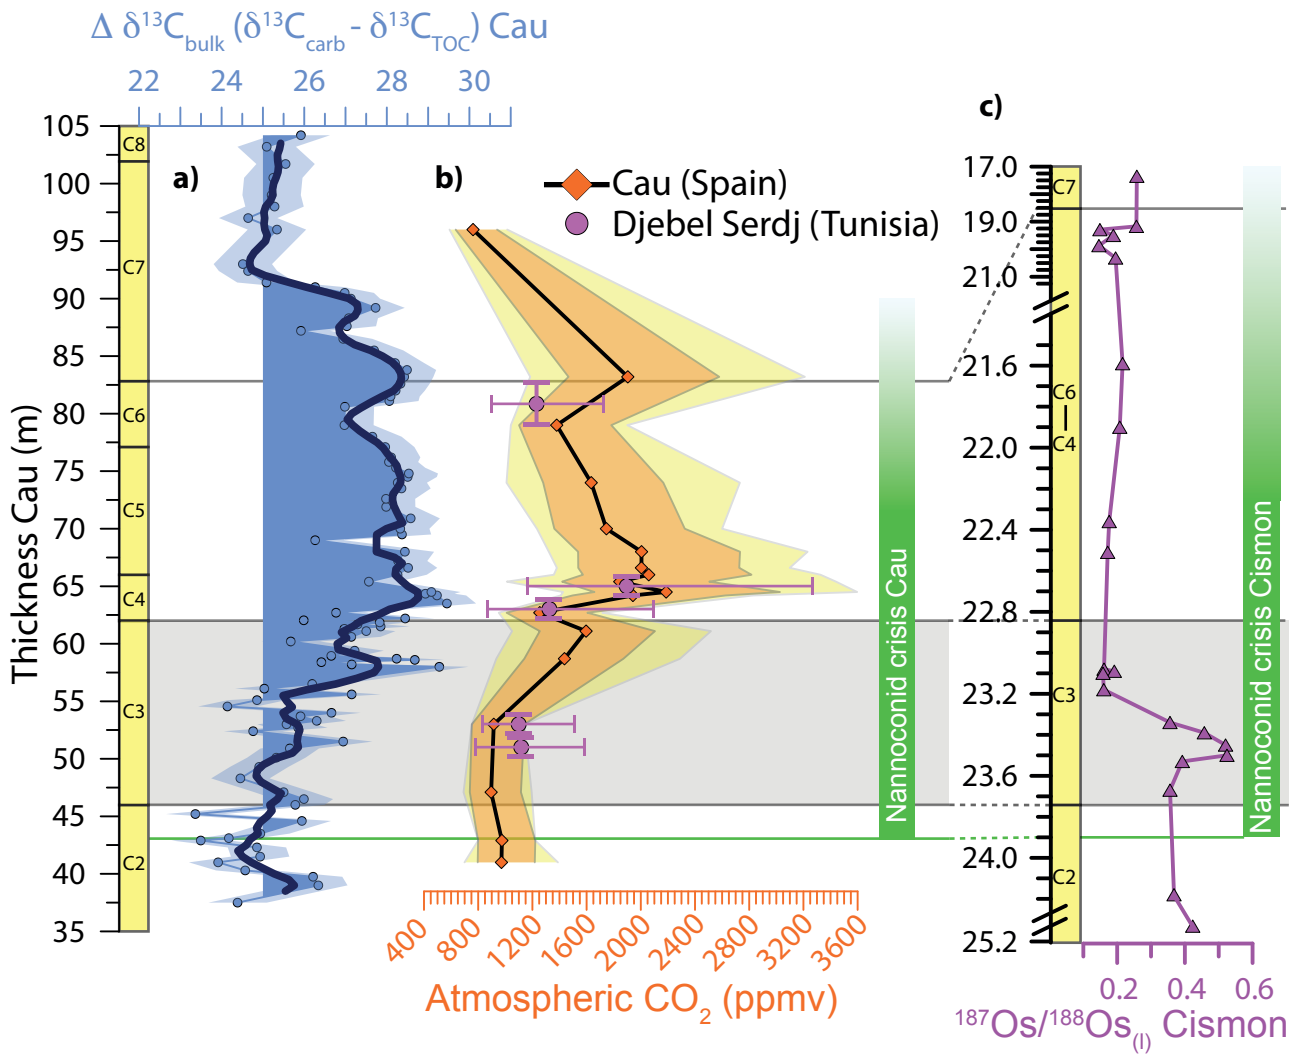 Δ δ13Cbulk (δ13Ccarb - δ13CTOC) Cau
22 24 26 28 30
a)
b)
c)
Cau (Spain)
Djebel Serdj (Tunisia)
Thickness Cau (m)
105
100
95
90
85
80
75
70
65
60
55
50
45
40
35
C8
C7
C6
C5
C4
C3
C2
Nannoconid crisis Cau
400 800 1200 1600 2000 2400 2800 3200 3600
Atmospheric CO2 (ppmv)
17.0
19.0
21.0
21.6
22.0
22.4
22.8
23.2
23.6
24.0
25.2
C7
C6
C4
C3
C2
Nannoconid crisis Cismon
0.2 0.4 0.6
187Os/188Os(l) Cismon